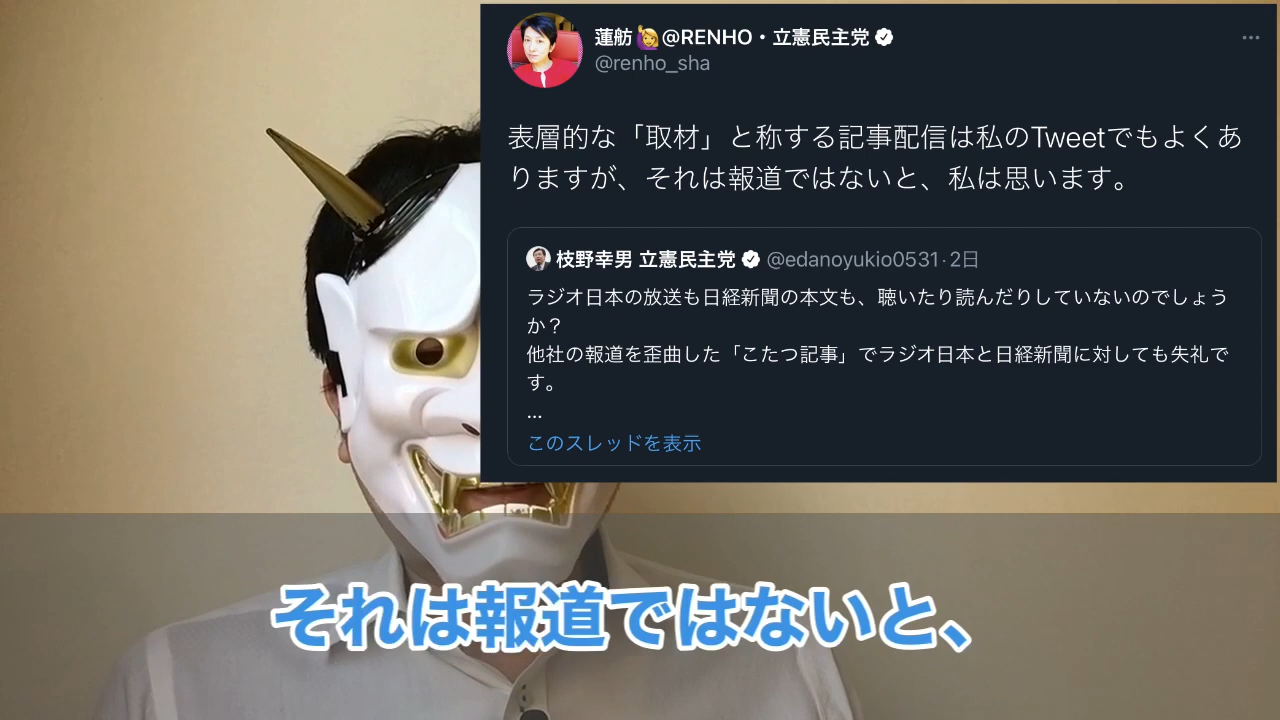 蓮舫🙋@RENHO・立憲民主党
@renho_sha
表層的な「取材」と称する記事配信は私のTweetでもよくあ
りますが、それは報道ではないと、私は思います。
枝野幸男 立憲民主党 @edanoyukio0531·2日
ラジオ日本の放送も日経新聞の本文も、聴いたり読んだりしていないのでしょう
か？
他社の報道を歪曲した「こたつ記事」でラジオ日本と日経新聞に対しても失礼で
す。
...
このスレッドを表示
それは報道ではないと、